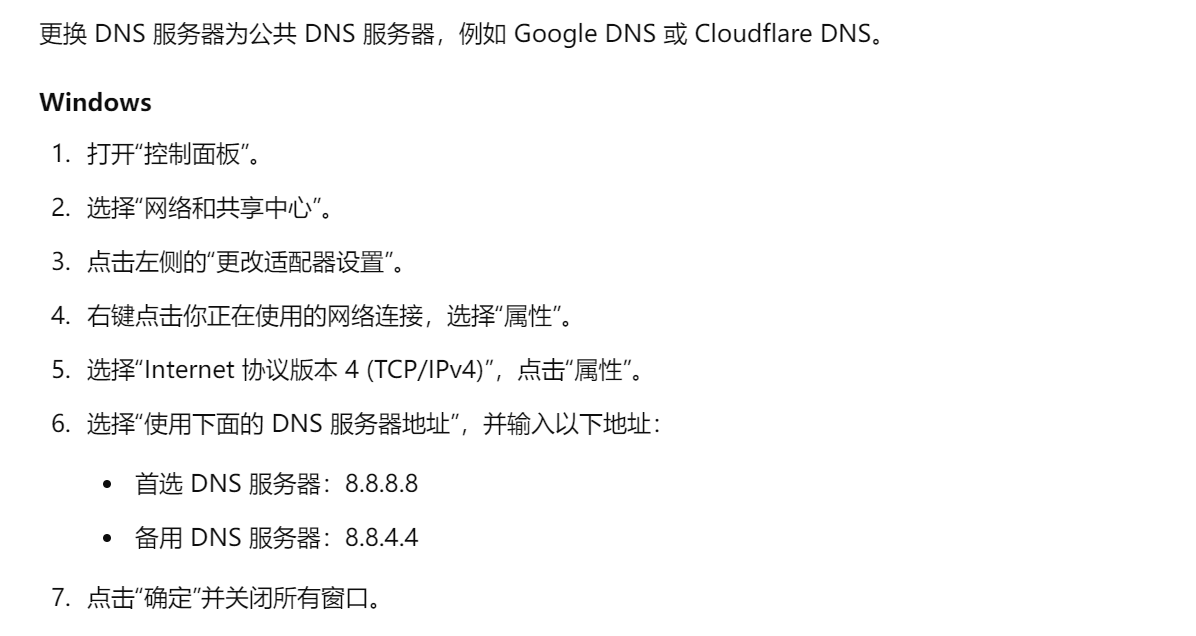 更换 DNS 服务器为公共 DNS 服务器，例如 Google DNS 或 Cloudflare DNS。
Windows
1. 打开“控制面板”。
2. 选择“网络和共享中心”。
3. 点击左侧的“更改适配器设置”。
4. 右键点击你正在使用的网络连接，选择“属性”。
5. 选择“Internet 协议版本 4 (TCP/IPv4)”，点击“属性”。
6. 选择“使用下面的 DNS 服务器地址”，并输入以下地址：
• 首选 DNS 服务器：8.8.8.8
• 备用 DNS 服务器：8.8.4.4
7. 点击“确定”并关闭所有窗口。